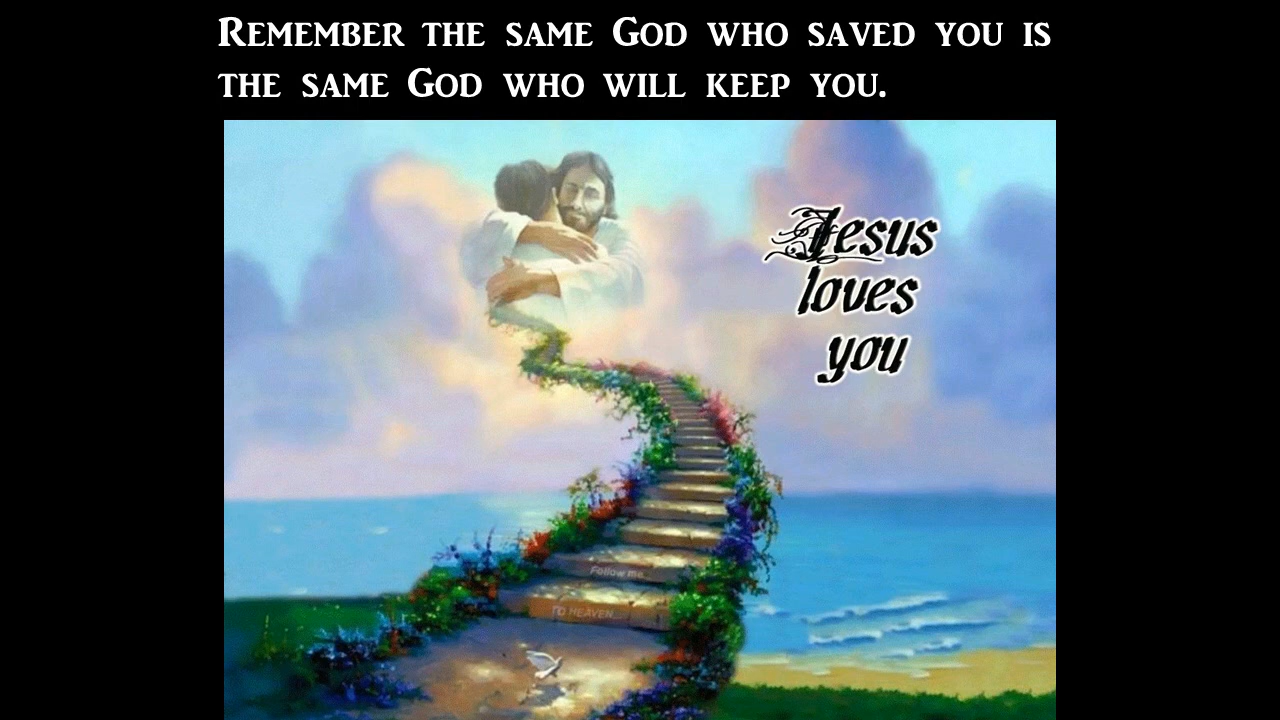 Remember the same God who saved you is
the same God who will keep you.
Jesus
loves
you
Follow me
TO HEAVEN...